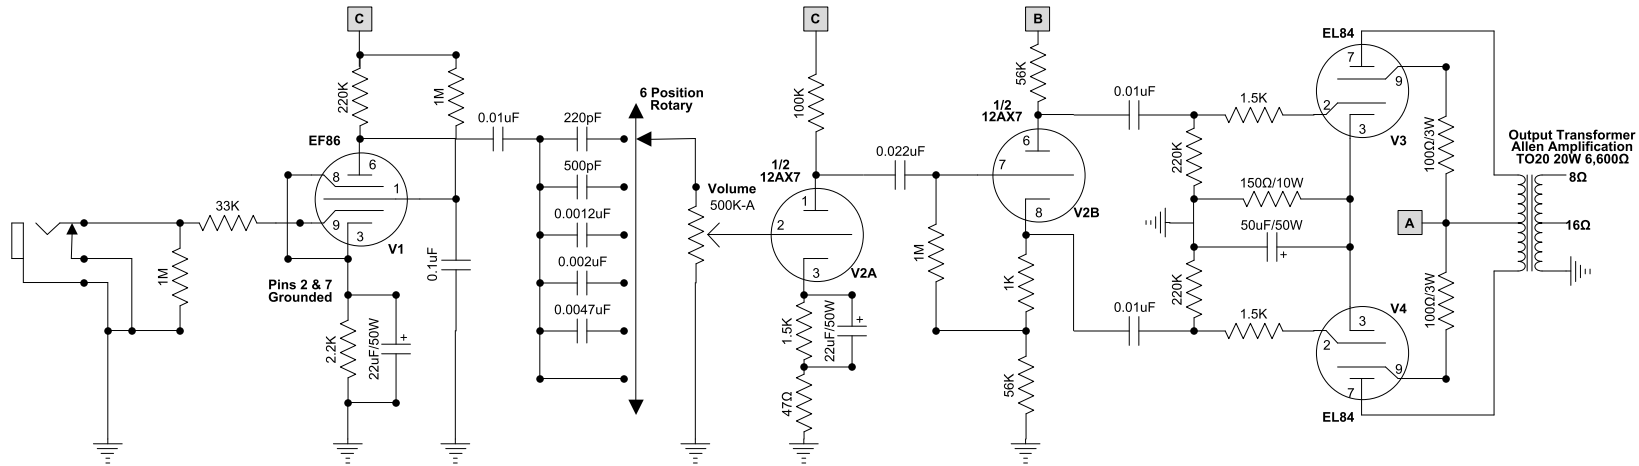 C
220K
1M
EF86
6
8
1
9
3
V1
33K
1M
Pins 2 & 7
Grounded
2.2K
22uF/50W
+
0.1uF
0.01uF
220pF
500pF
0.0012uF
0.002uF
0.0047uF
6 Position
Rotary
Volume
500K-A
C
100K
1/2
12AX7
1
2
3
V2A
1.5K
22uF/50W
+
47Ω
0.022uF
1M
B
56K
1/2
12AX7
6
7
8
V2B
1K
56K
0.01uF
0.01uF
220K
220K
1.5K
1.5K
150Ω/10W
50uF/50W
+
EL84
7
9
2
3
V3
V4
3
2
9
7
EL84
100Ω/3W
A
100Ω/3W
Output Transformer
Allen Amplification
TO20 20W 6,600Ω
8Ω
16Ω